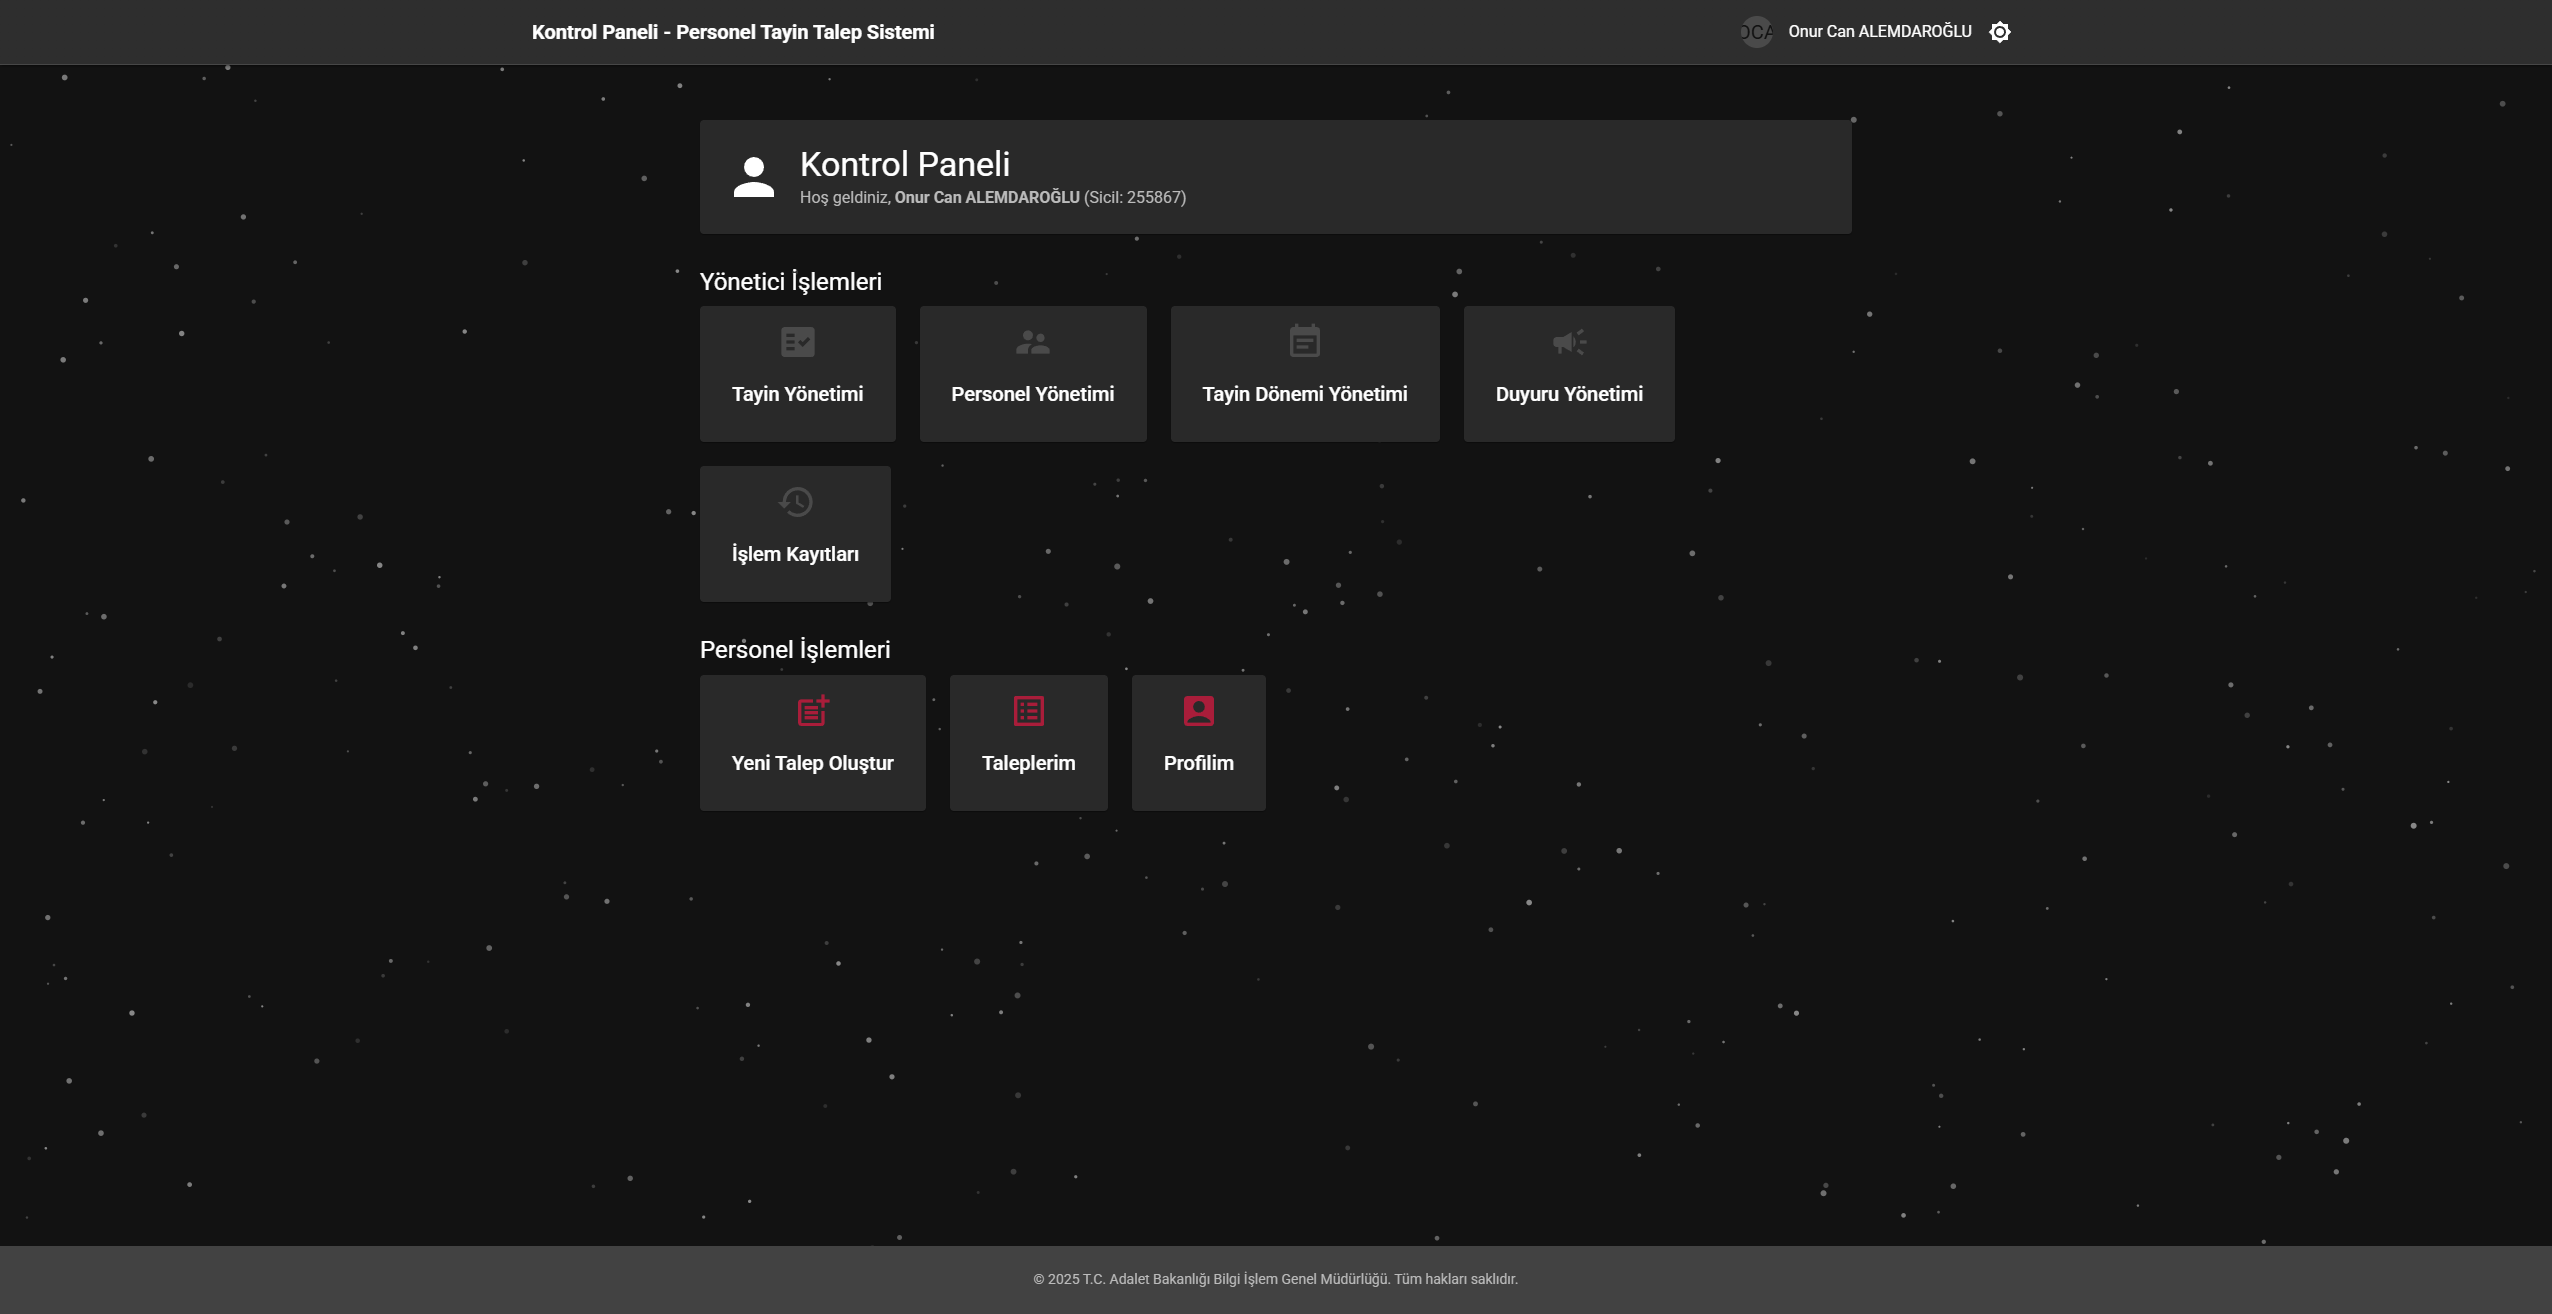 Kontrol Paneli - Personel Tayin Talep Sistemi
OCA
Onur Can ALEMDAROĞLU
Kontrol Paneli
Hoş geldiniz, Onur Can ALEMDAROĞLU (Sicil: 255867)
Yönetici İşlemleri
Tayin Yönetimi
Personel Yönetimi
Tayin Dönemi Yönetimi
Duyuru Yönetimi
İşlem Kayıtları
Personel İşlemleri
Yeni Talep Oluştur
Taleplerim
Profilim
© 2025 T.C. Adalet Bakanlığı Bilgi İşlem Genel Müdürlüğü. Tüm hakları saklıdır.